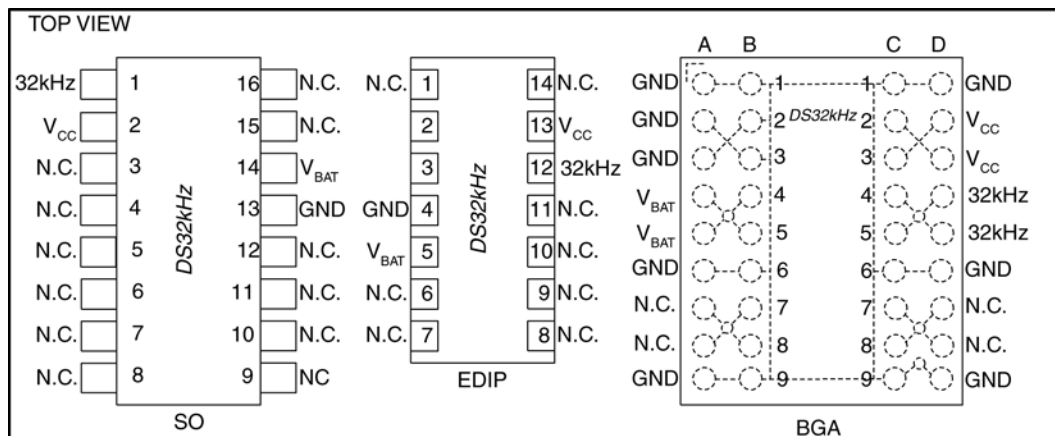 TOP VIEW
A B C D
32kHz 1 16 N.C. N.C. 1 14 N.C. GND 1 1 GND
VCC 2 15 N.C. 2 13 VCC GND 2 DS32kHz 2 VCC
N.C. 3 14 VBAT 3 12 32kHz GND 3 3 VCC
N.C. 4 13 GND GND 4 11 N.C. VBAT 4 4 32kHz
N.C. 5 12 N.C. VBAT 5 10 N.C. VBAT 5 5 32kHz
DS32kHz DS32kHz
GND 6 6 GND
N.C. 6 11 N.C. N.C. 6 9 N.C. N.C. 7 7 N.C.
N.C. 7 10 N.C. N.C. 7 8 N.C. N.C. 8 8 N.C.
N.C. 8 9 NC GND 9 9 GND
SO EDIP BGA